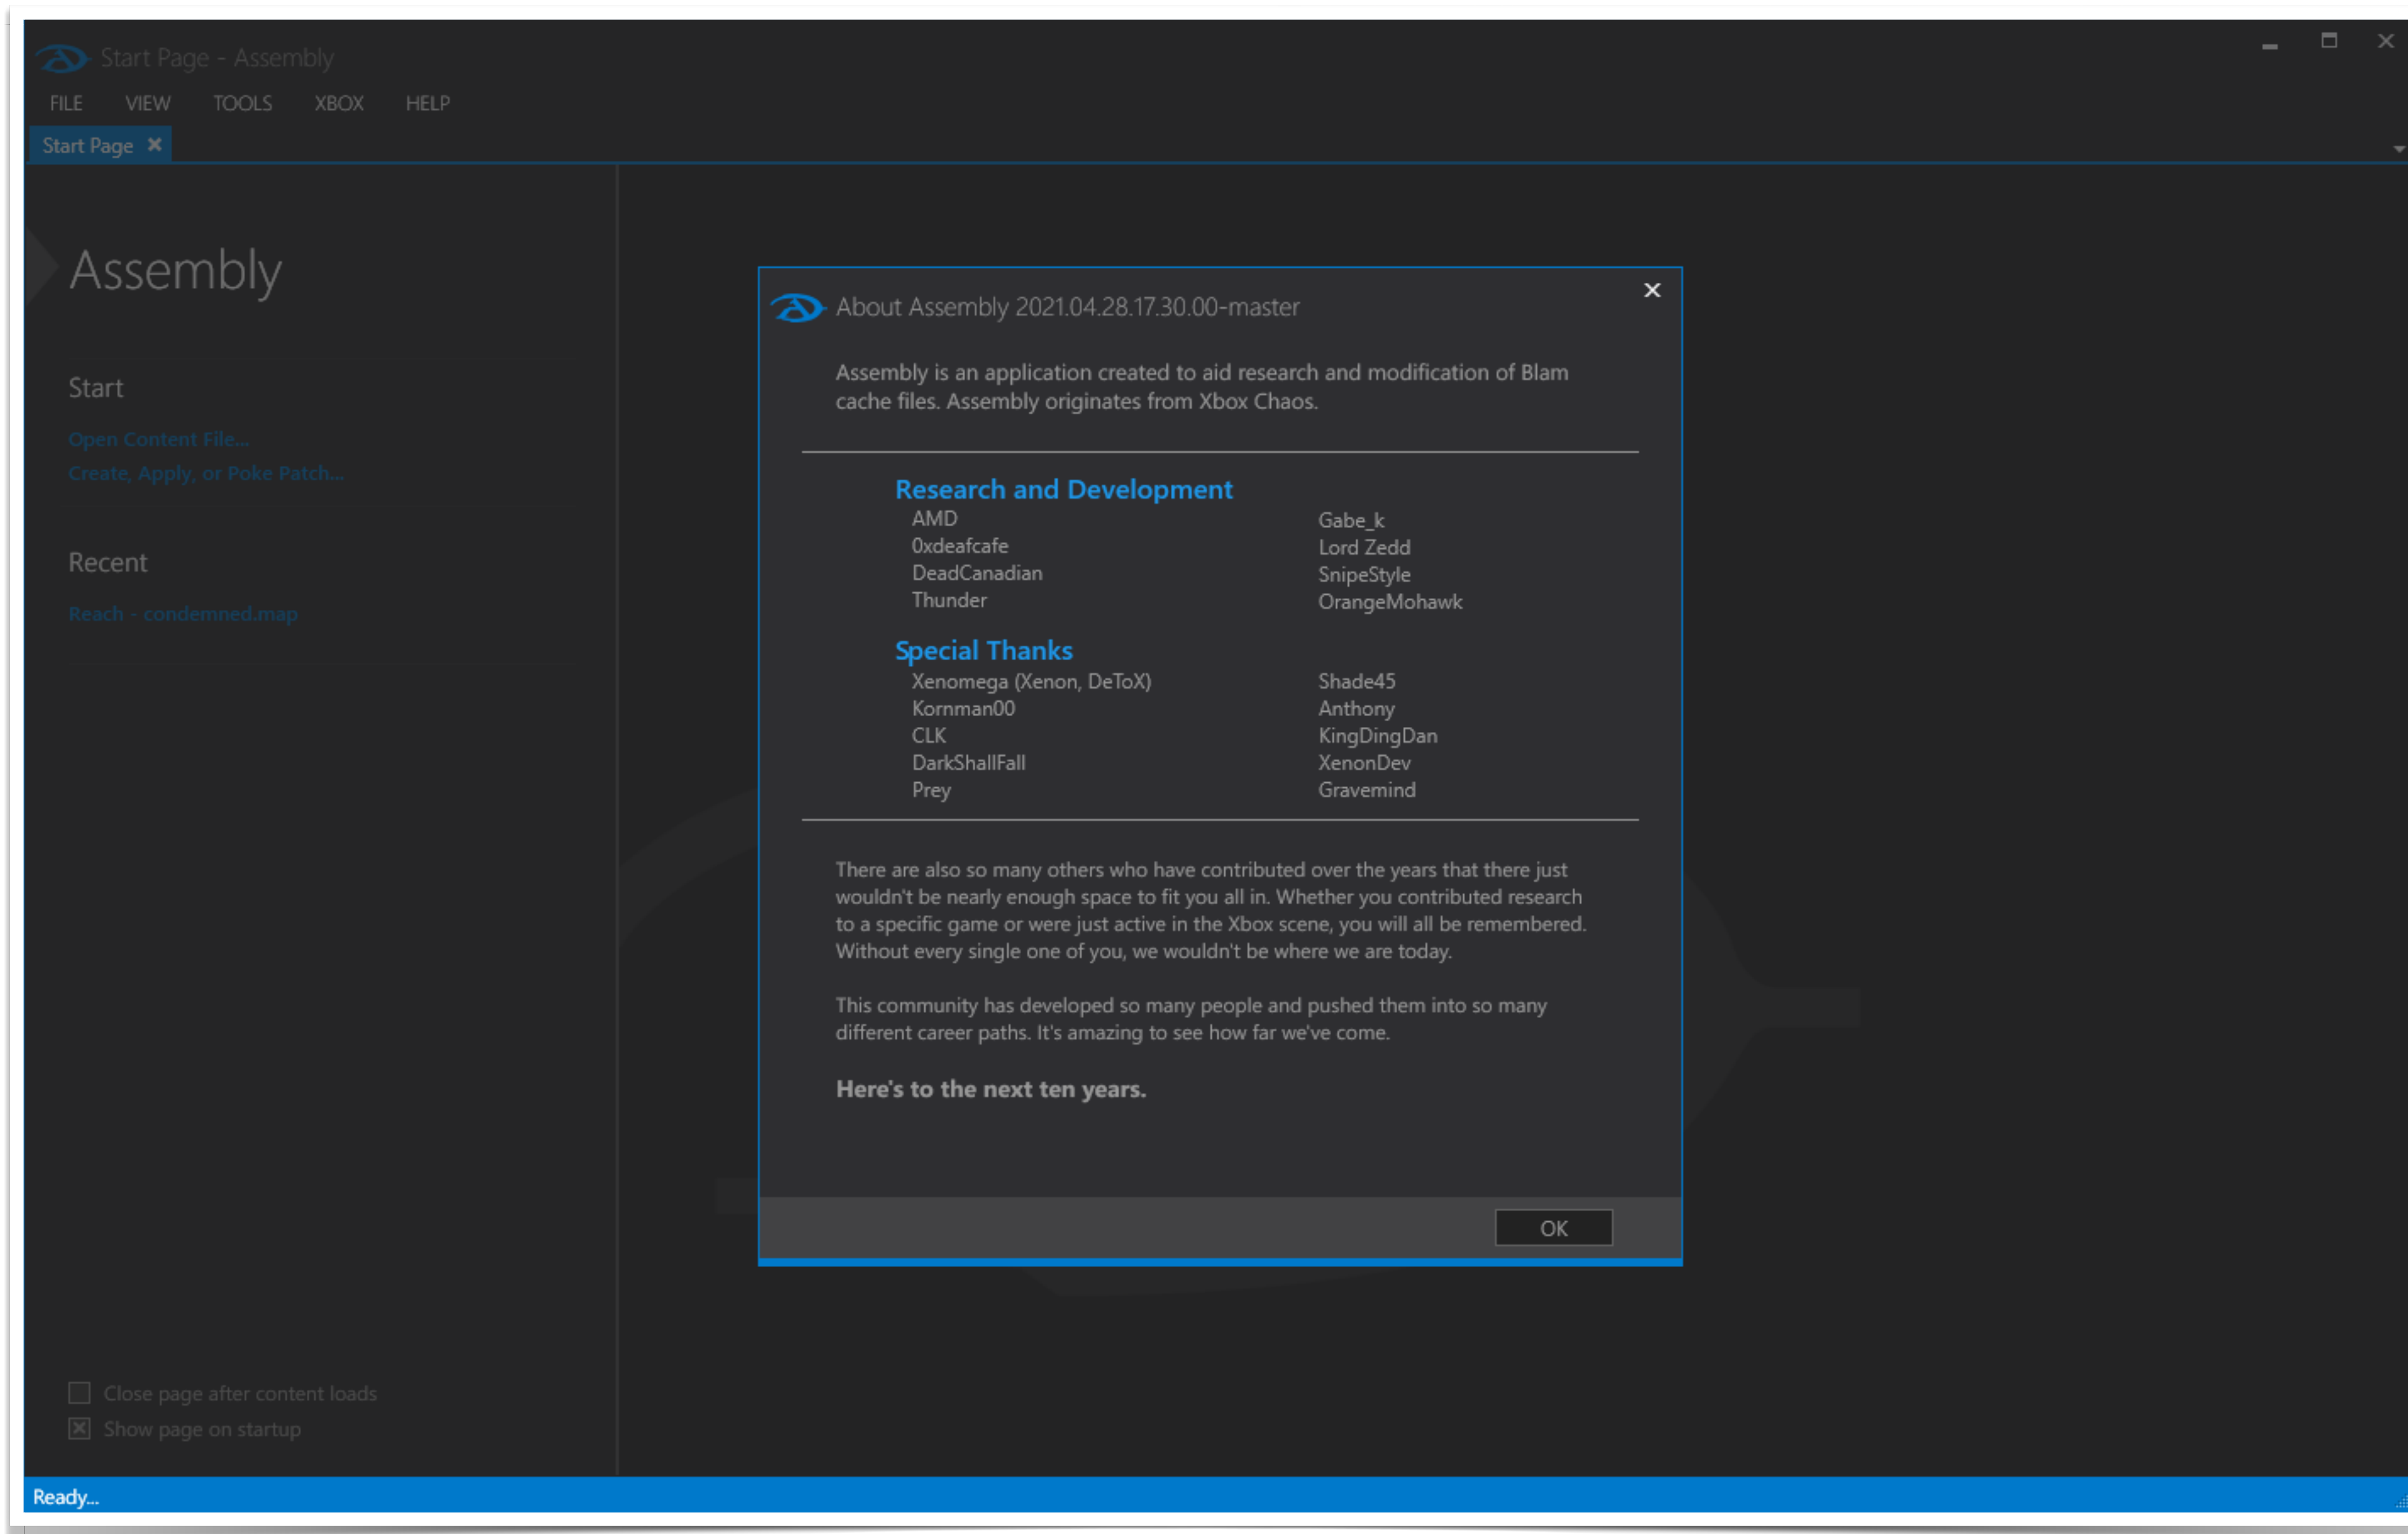 Start Page - Assembly
FILE VIEW TOOLS XBOX HELP
Start Page
Assembly
Start
Open Content File...
Create, Apply, or Poke Patch...
Recent
Reach - condemned.map
Close page after content loads
Show page on startup
Ready...
About Assembly 2021.04.28.17.30.00-master
Assembly is an application created to aid research and modification of Blam
cache files. Assembly originates from Xbox Chaos.
Research and Development
AMD
0xdeafcafe
DeadCanadian
Thunder
Gabe_k
Lord Zedd
SnipeStyle
OrangeMohawk
Special Thanks
Xenomega (Xenon, DeToX)
Kornman00
CLK
DarkShallFall
Prey
Shade45
Anthony
KingDingDan
XenonDev
Gravemind
There are also so many others who have contributed over the years that there just
wouldn't be nearly enough space to fit you all in. Whether you contributed research
to a specific game or were just active in the Xbox scene, you will all be remembered.
Without every single one of you, we wouldn't be where we are today.
This community has developed so many people and pushed them into so many
different career paths. It's amazing to see how far we've come.
Here's to the next ten years.
OK